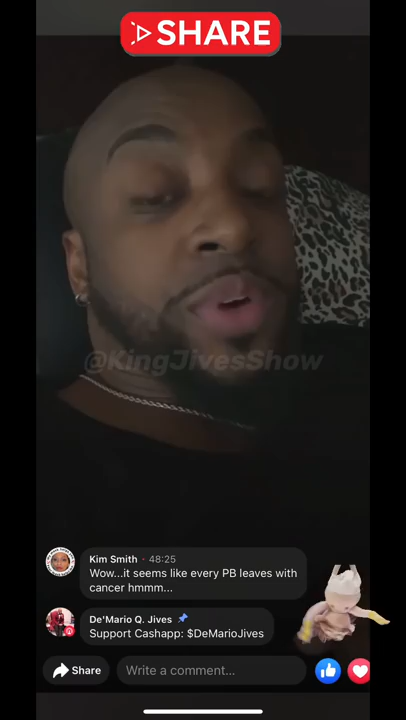 SHARE
@KingJivesShow
Kim Smith · 48:25
Wow...it seems like every PB leaves with
cancer hmmm...
De'Mario Q. Jives
Support Cashapp: $DeMarioJives
Share
Write a comment...